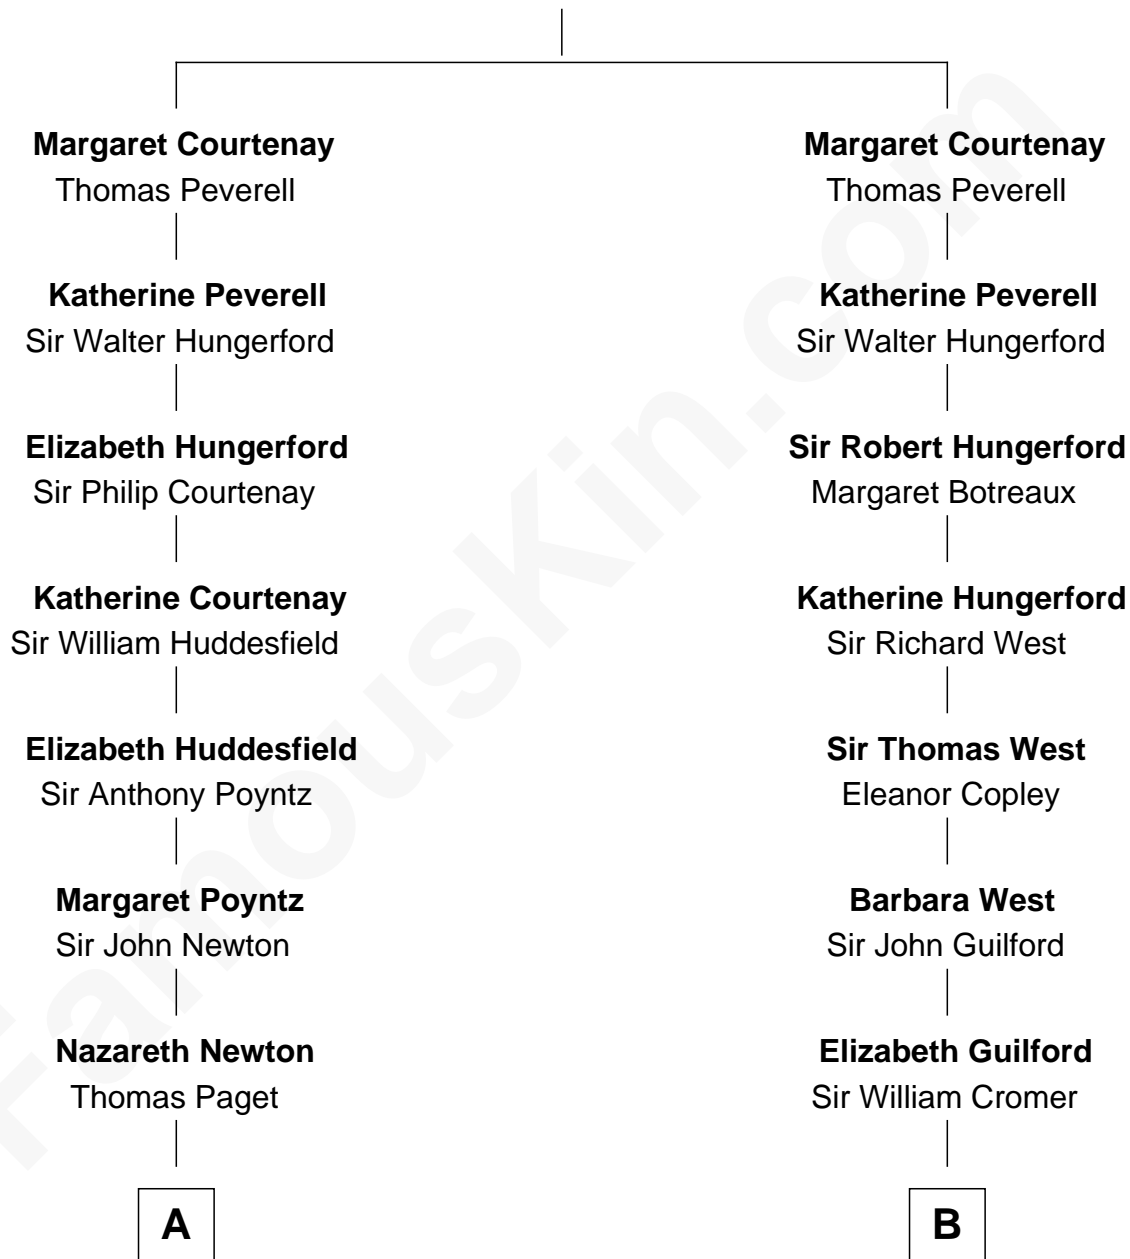 Margaret Courtenay
Thomas Peverell
Katherine Peverell
Sir Walter Hungerford
Elizabeth Hungerford
Sir Philip Courtenay
Katherine Courtenay
Sir William Huddesfield
Elizabeth Huddesfield
Sir Anthony Poyntz
Margaret Poyntz
Sir John Newton
Nazareth Newton
Thomas Paget
A
Margaret Courtenay
Thomas Peverell
Katherine Peverell
Sir Walter Hungerford
Sir Robert Hungerford
Margaret Botreaux
Katherine Hungerford
Sir Richard West
Sir Thomas West
Eleanor Copley
Barbara West
Sir John Guilford
Elizabeth Guilford
Sir William Cromer
B
FamousKin.com